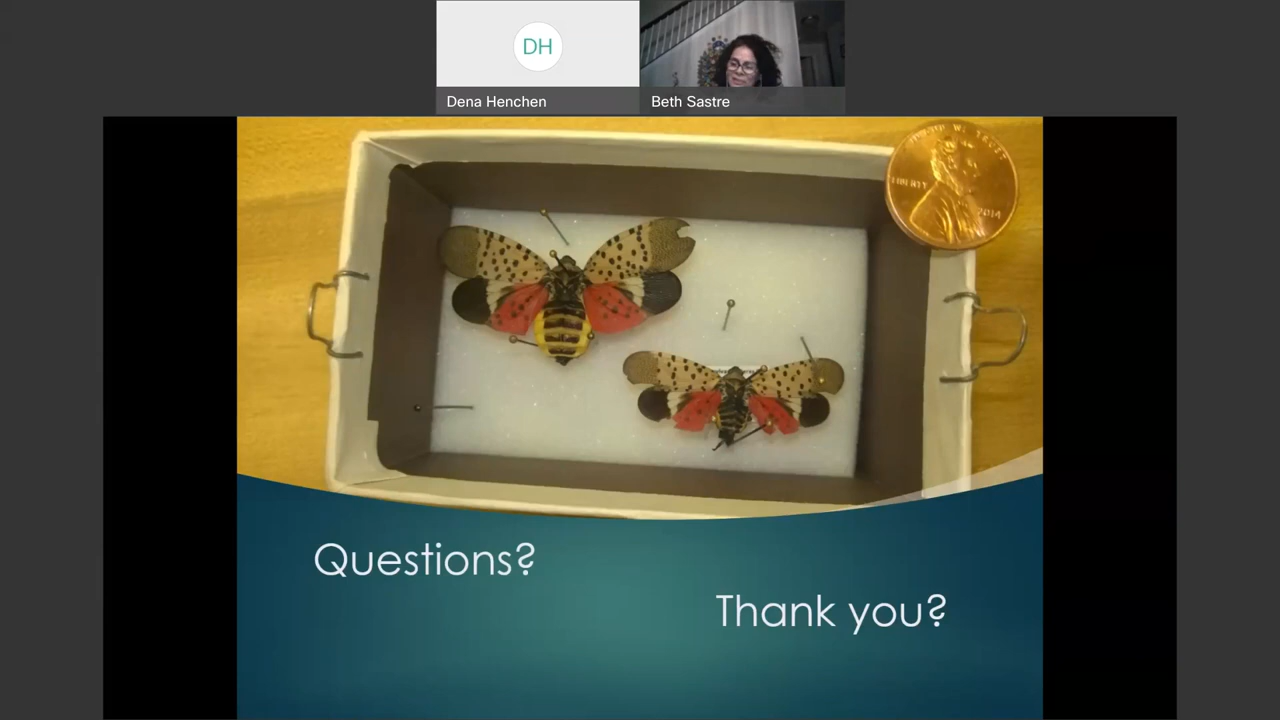 DH
Dena Henchen
Beth Sastre
LIBERTY
2014
Questions?
Thank you?